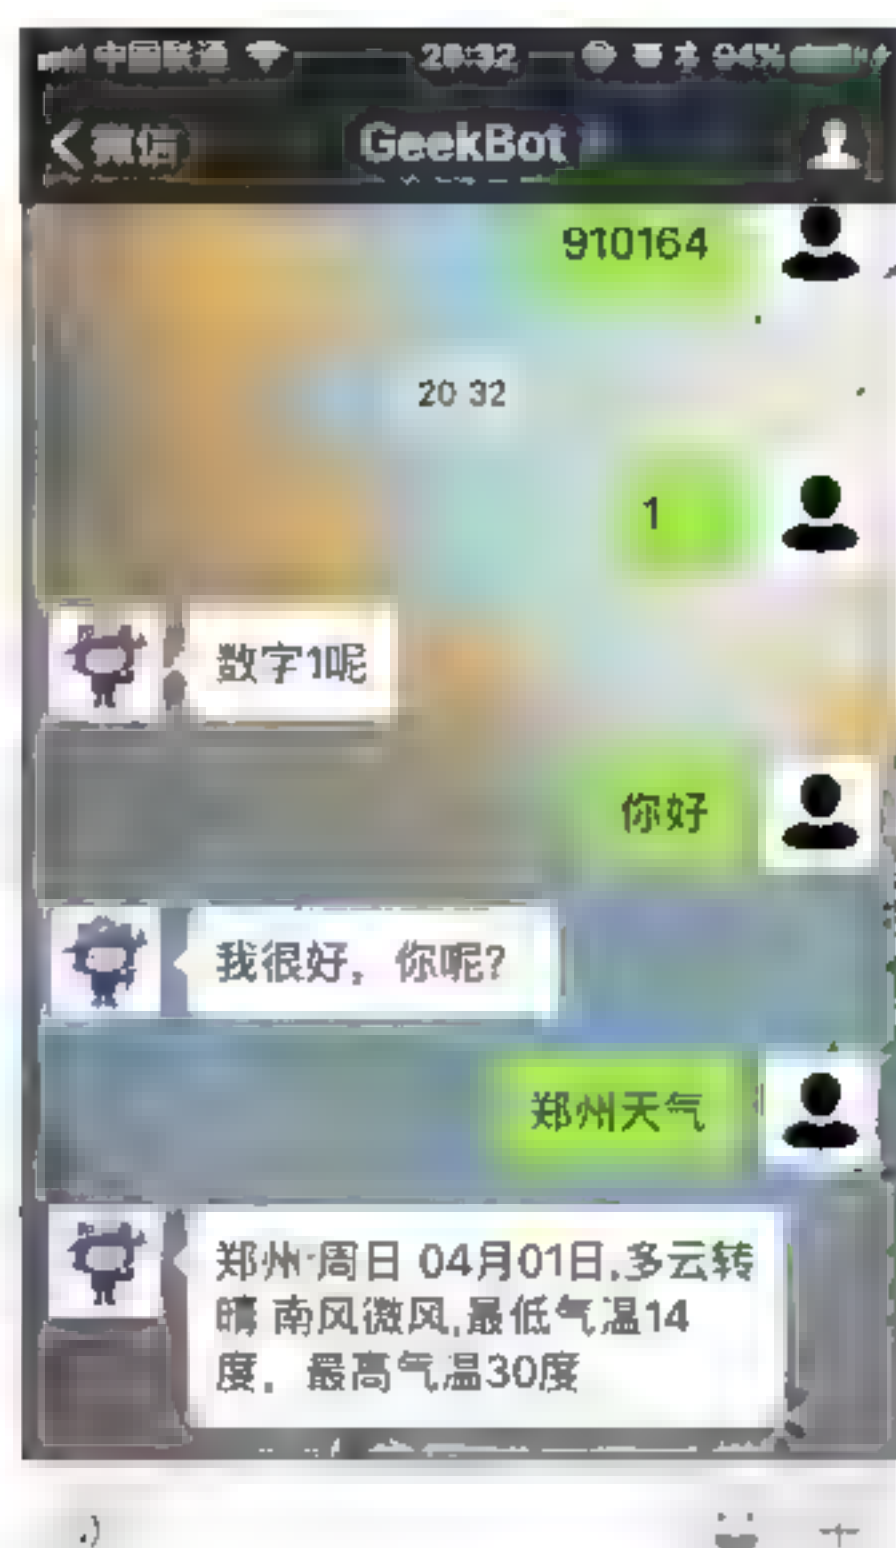 中国联通 20:32 94%
微信 GeekBot
910164
20 32
1
数字1呢
你好
我很好，你呢?
郑州天气
郑州·周日 04月01日,多云转
晴 南风微风,最低气温14
度，最高气温30度